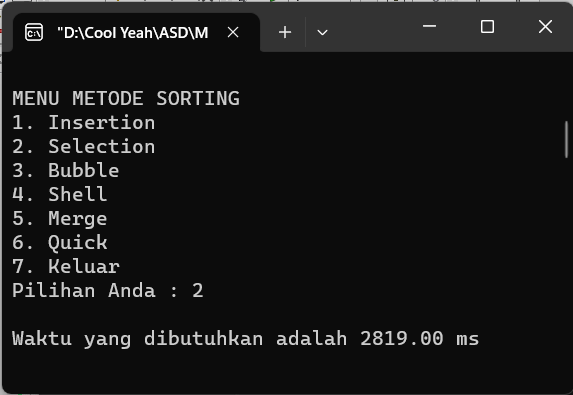 "D:\Cool Yeah\ASD\M
MENU METODE SORTING
1. Insertion
2. Selection
3. Bubble
4. Shell
5. Merge
6. Quick
7. Keluar
Pilihan Anda : 2
Waktu yang dibutuhkan adalah 2819.00 ms